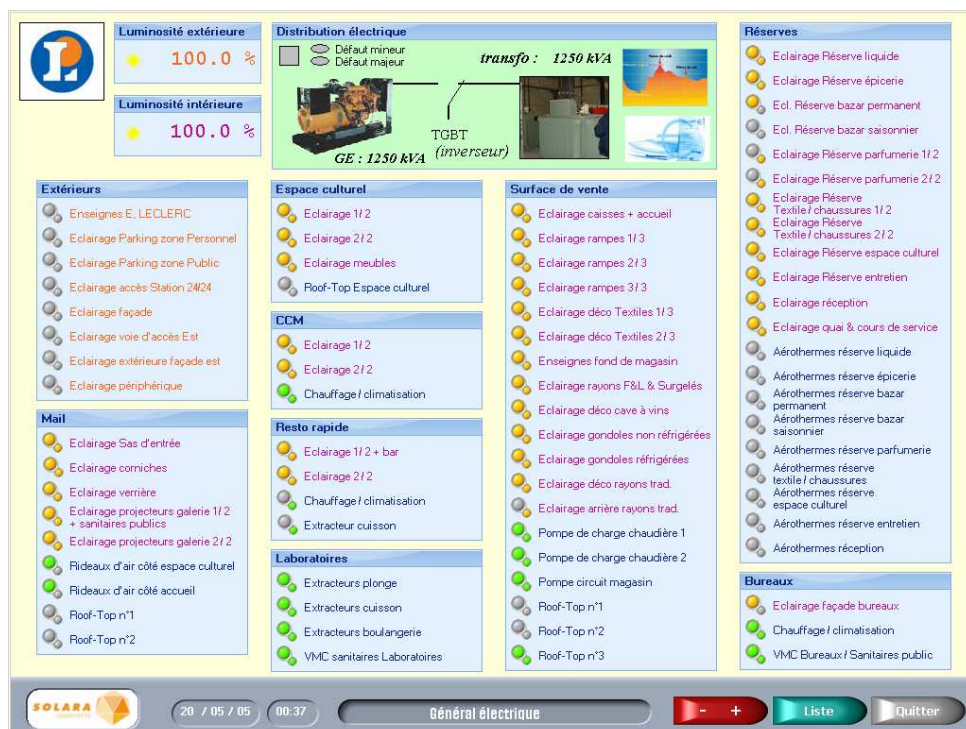 Luminosité extérieure
100.0 %
Luminosité intérieure
100.0 %
Distribution électrique
Défaut mineur
Défaut majeur
transfo : 1250 kVA
TGBT
(inverseur)
GE : 1250 kVA
Extérieurs
Enseignes E. LECLERC
Eclairage Parking zone Personnel
Eclairage Parking zone Public
Eclairage accès Station 24/24
Eclairage façade
Eclairage voie d'accès Est
Eclairage extérieure façade est
Eclairage périphérique
Mail
Eclairage Sas d'entrée
Eclairage corniches
Eclairage verrière
Eclairage projecteurs galerie 1/2
+ sanitaires publics
Eclairage projecteurs galerie 2/2
Rideaux d'air côté espace culturel
Rideaux d'air côté accueil
Roof-Top n°1
Roof-Top n°2
Espace culturel
Eclairage 1/2
Eclairage 2/2
Eclairage meubles
Roof-Top Espace culturel
CCM
Eclairage 1/2
Eclairage 2/2
Chauffage / climatisation
Resto rapide
Eclairage 1/2 + bar
Eclairage 2/2
Chauffage / climatisation
Extracteur cuisson
Laboratoires
Extracteurs plonge
Extracteurs cuisson
Extracteurs boulangerie
VMC sanitaires Laboratoires
Surface de vente
Eclairage caisses + accueil
Eclairage rampes 1/3
Eclairage rampes 2/3
Eclairage rampes 3/3
Eclairage déco Textiles 1/3
Eclairage déco Textiles 2/3
Enseignes fond de magasin
Eclairage rayons F&L & Surgelés
Eclairage déco cave à vins
Eclairage gondoles non réfrigérées
Eclairage gondoles réfrigérées
Eclairage déco rayons trad.
Eclairage arrière rayons trad.
Pompe de charge chaudière 1
Pompe de charge chaudière 2
Pompe circuit magasin
Roof-Top n°1
Roof-Top n°2
Roof-Top n°3
Réserves
Eclairage Réserve liquide
Eclairage Réserve épicerie
Ecl. Réserve bazar permanent
Ecl. Réserve bazar saisonnier
Eclairage Réserve parfumerie 1/2
Eclairage Réserve parfumerie 2/2
Eclairage Réserve
Textile / chaussures 1/2
Eclairage Réserve
Textile / chaussures 2/2
Eclairage Réserve espace culturel
Eclairage Réserve entretien
Eclairage réception
Eclairage quai & cours de service
Aérothermes réserve liquide
Aérothermes réserve épicerie
Aérothermes réserve bazar
permanent
Aérothermes réserve bazar
saisonnier
Aérothermes réserve parfumerie
Aérothermes réserve
textile / chaussures
Aérothermes réserve
espace culturel
Aérothermes réserve entretien
Aérothermes réception
Bureaux
Eclairage façade bureaux
Chauffage / climatisation
VMC Bureaux / Sanitaires public
SOLARA
20 / 05 / 05
00:37
Général électrique
- +
Liste
Quitter